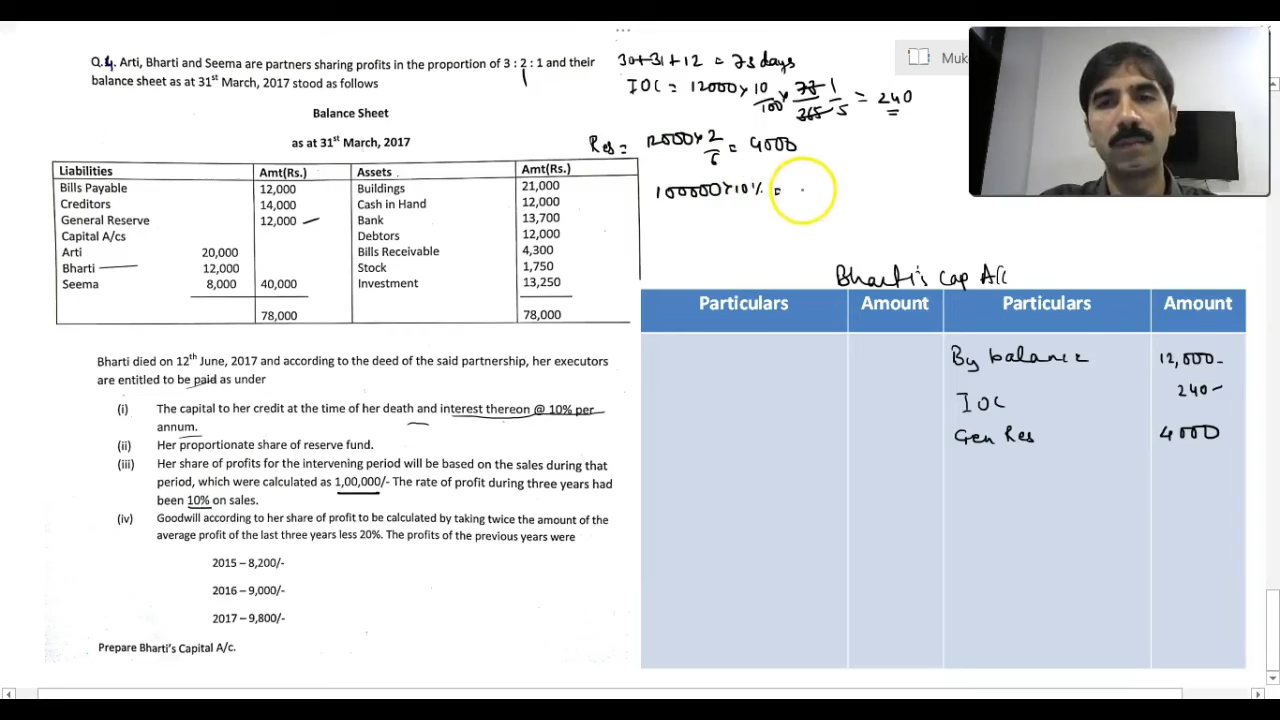 Q.4. Arti, Bharti and Seema are partners sharing profits in the proportion of 3 : 2 : 1 and their
balance sheet as at 31st March, 2017 stood as follows
Balance Sheet
as at 31st March, 2017
Liabilities Amt(Rs.) Assets Amt(Rs.)
Bills Payable 12,000 Buildings 21,000
Creditors 14,000 Cash in Hand 12,000
General Reserve 12,000 Bank 13,700
Capital A/cs Debtors 12,000
Arti 20,000 Bills Receivable 4,300
Bharti 12,000 Stock 1,750
Seema 8,000 40,000 Investment 13,250
78,000 78,000
Bharti died on 12th June, 2017 and according to the deed of the said partnership, her executors
are entitled to be paid as under
(i) The capital to her credit at the time of her death and interest thereon @ 10% per
annum.
(ii) Her proportionate share of reserve fund.
(iii) Her share of profits for the intervening period will be based on the sales during that
period, which were calculated as 1,00,000/- The rate of profit during three years had
been 10% on sales.
(iv) Goodwill according to her share of profit to be calculated by taking twice the amount of the
average profit of the last three years less 20%. The profits of the previous years were
2015 – 8,200/-
2016 – 9,000/-
2017 – 9,800/-
Prepare Bharti's Capital A/c.
30+31+12 = 73 days
IOC = 12000 × 10/100 × 73/365 1/5 = 240
Res = 12000 × 2/6 = 4000
100000 × 10% =
Muk
Bharti's Cap A/c
Particulars Amount Particulars Amount
By balance 12,000-
IOC 240-
Gen Res 4000